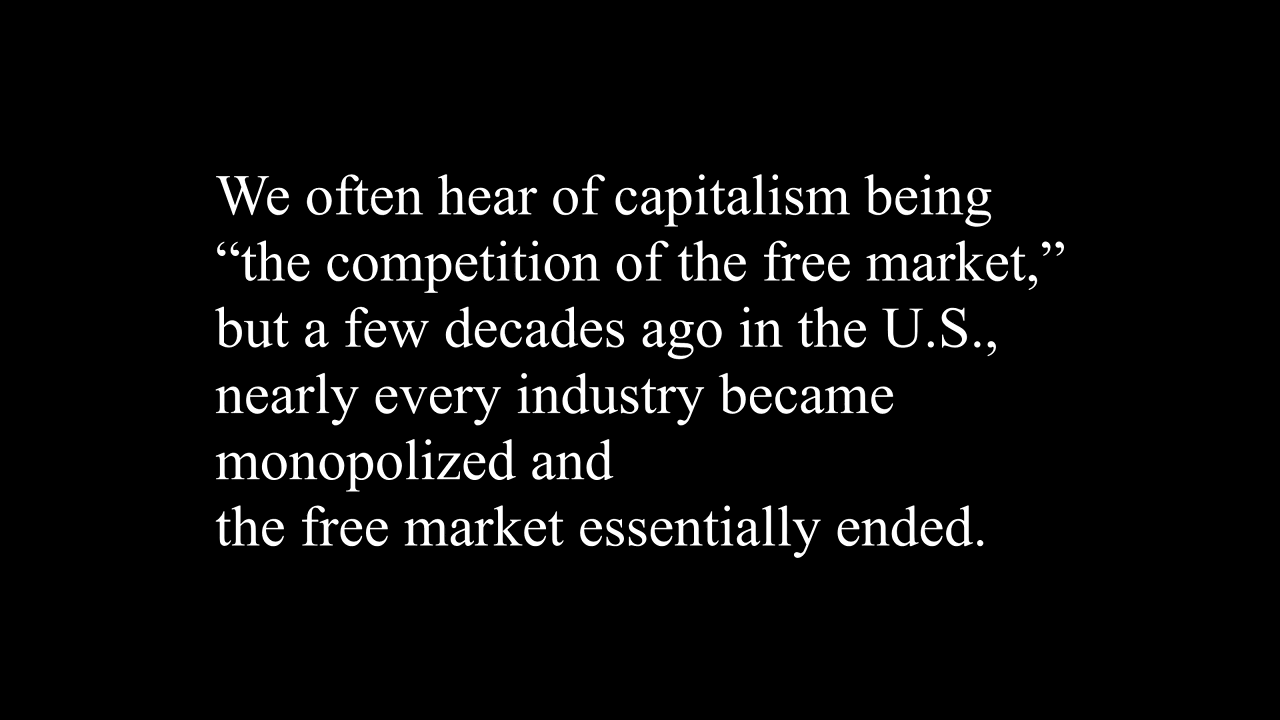 We often hear of capitalism being
“the competition of the free market,”
but a few decades ago in the U.S.,
nearly every industry became
monopolized and
the free market essentially ended.